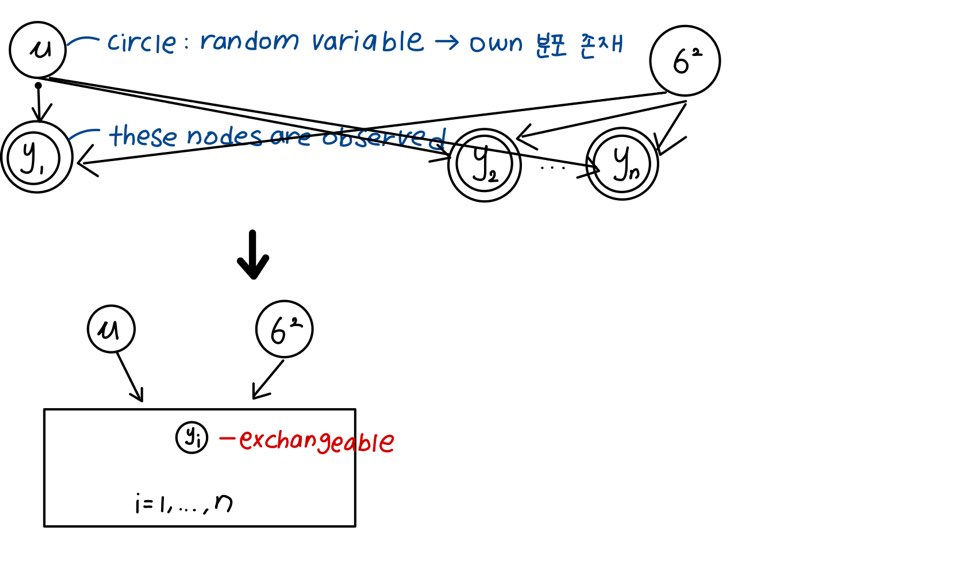 μ circle : random variable → own 분포 존재 6²
these nodes are observed
y₁ y₂ ... yₙ
μ 6²
yᵢ - exchangeable
i = 1, ..., n